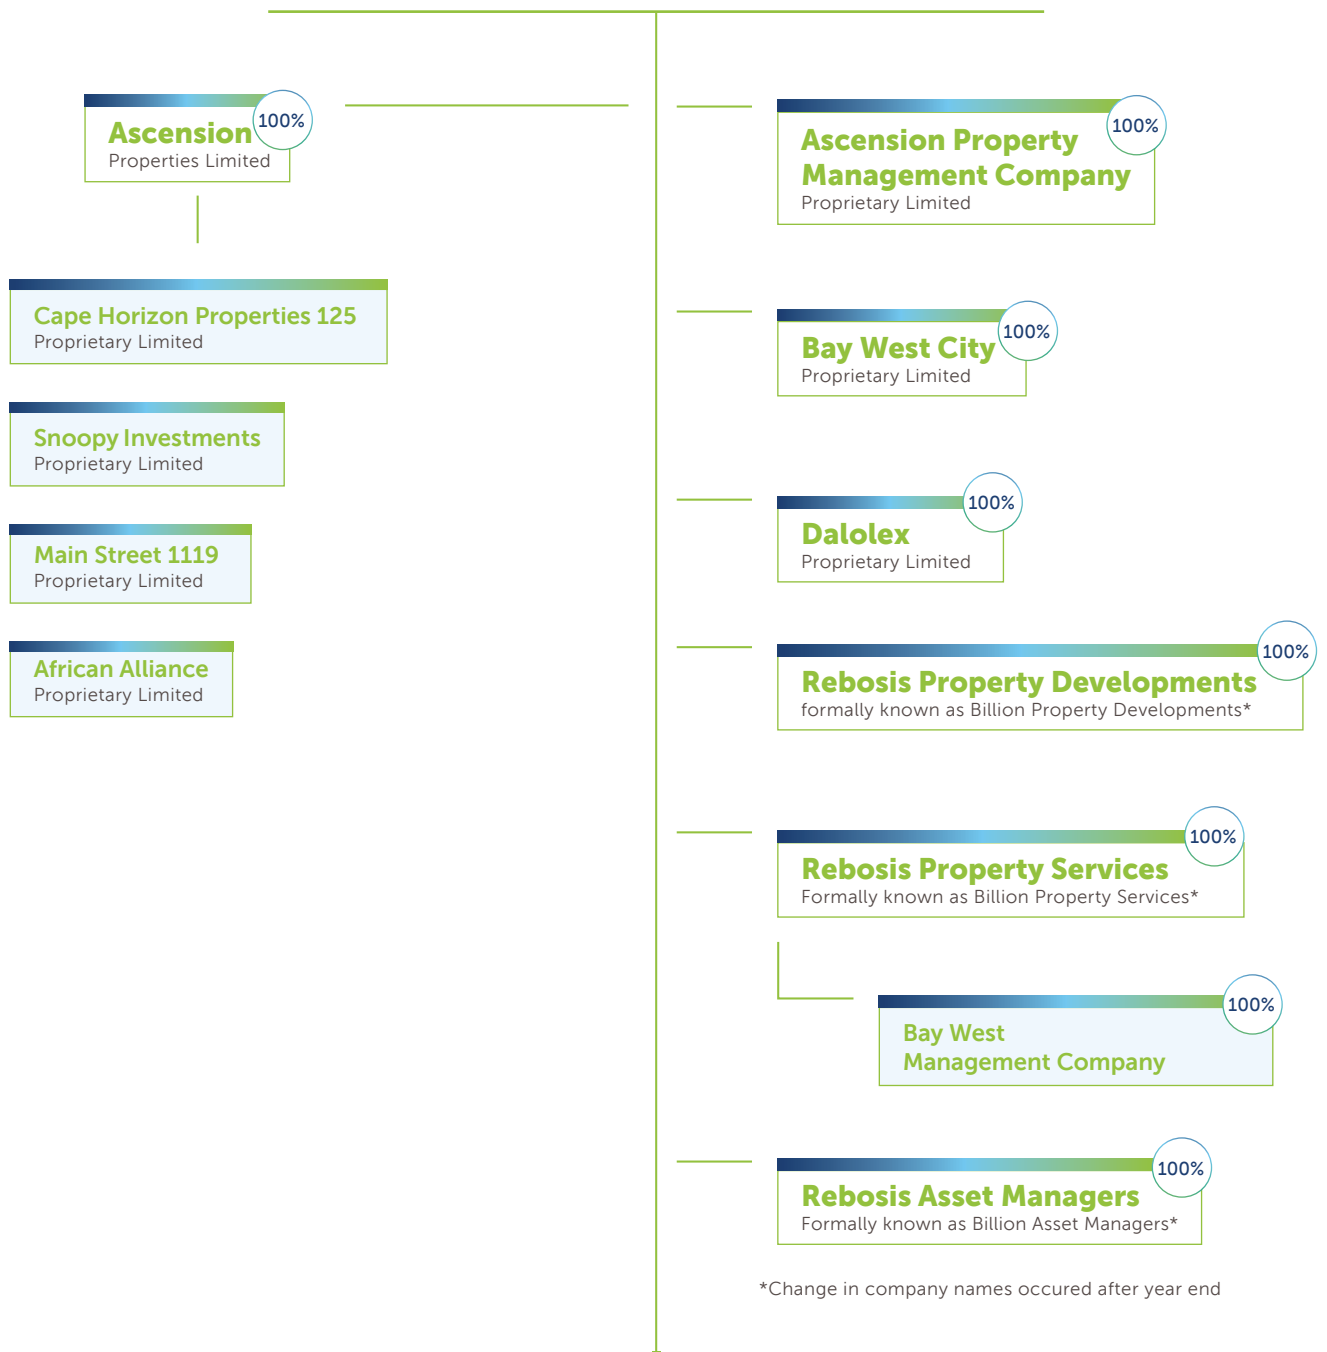 Ascension
100%
Properties Limited
Cape Horizon Properties 125
Proprietary Limited
Snoopy Investments
Proprietary Limited
Main Street 1119
Proprietary Limited
African Alliance
Proprietary Limited
100%
Ascension Property
Management Company
Proprietary Limited
100%
Bay West City
Proprietary Limited
100%
Dalolex
Proprietary Limited
100%
Rebosis Property Developments
formally known as Billion Property Developments*
100%
Rebosis Property Services
Formally known as Billion Property Services*
100%
Bay West
Management Company
100%
Rebosis Asset Managers
Formally known as Billion Asset Managers*
*Change in company names occured after year end